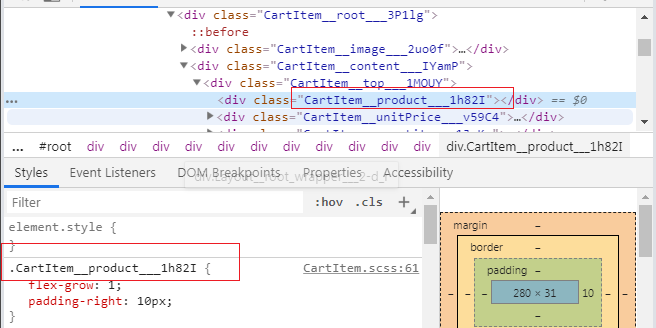 ▼<div class="CartItem__root___3P1lg">
::before
▶<div class="CartItem__image___2uo0f">…</div>
▼<div class="CartItem__content___IYamP">
▼<div class="CartItem__top___1MOUY">
… <div class="CartItem__product___1h82I"></div> == $0
▶<div class="CartItem__unitPrice___v59C4">…</div>
... #root div div div div div div div div div div div.CartItem__product___1h82I
Styles Event Listeners DOM Breakpoints Properties Accessibility
Filter :hov .cls +
element.style {
}
.CartItem__product___1h82I { CartItem.scss:61
flex-grow: 1;
padding-right: 10px;
}
margin –
border –
padding –
– – 280 × 31 10 – –
–